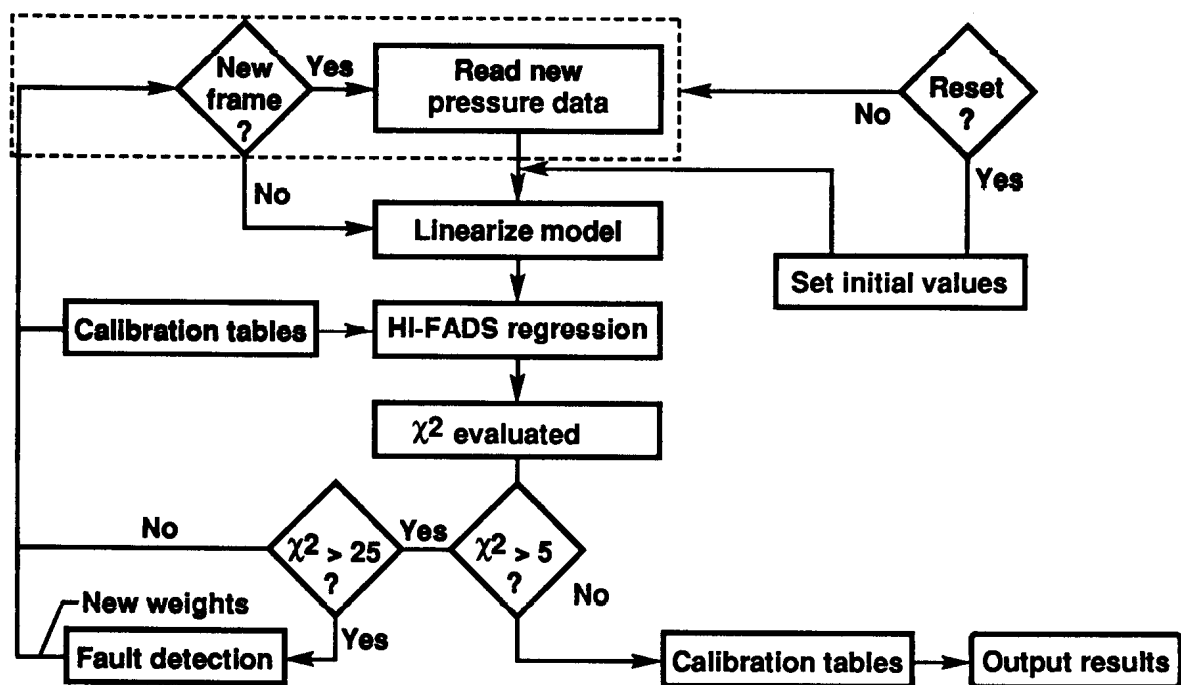 New
frame
?
Yes
Read new
pressure data
No
Reset
?
Yes
No
Linearize model
Set initial values
Calibration tables
HI-FADS regression
χ2 evaluated
No
χ2 > 25
?
Yes
χ2 > 5
?
No
New weights
Yes
Fault detection
Calibration tables
Output results